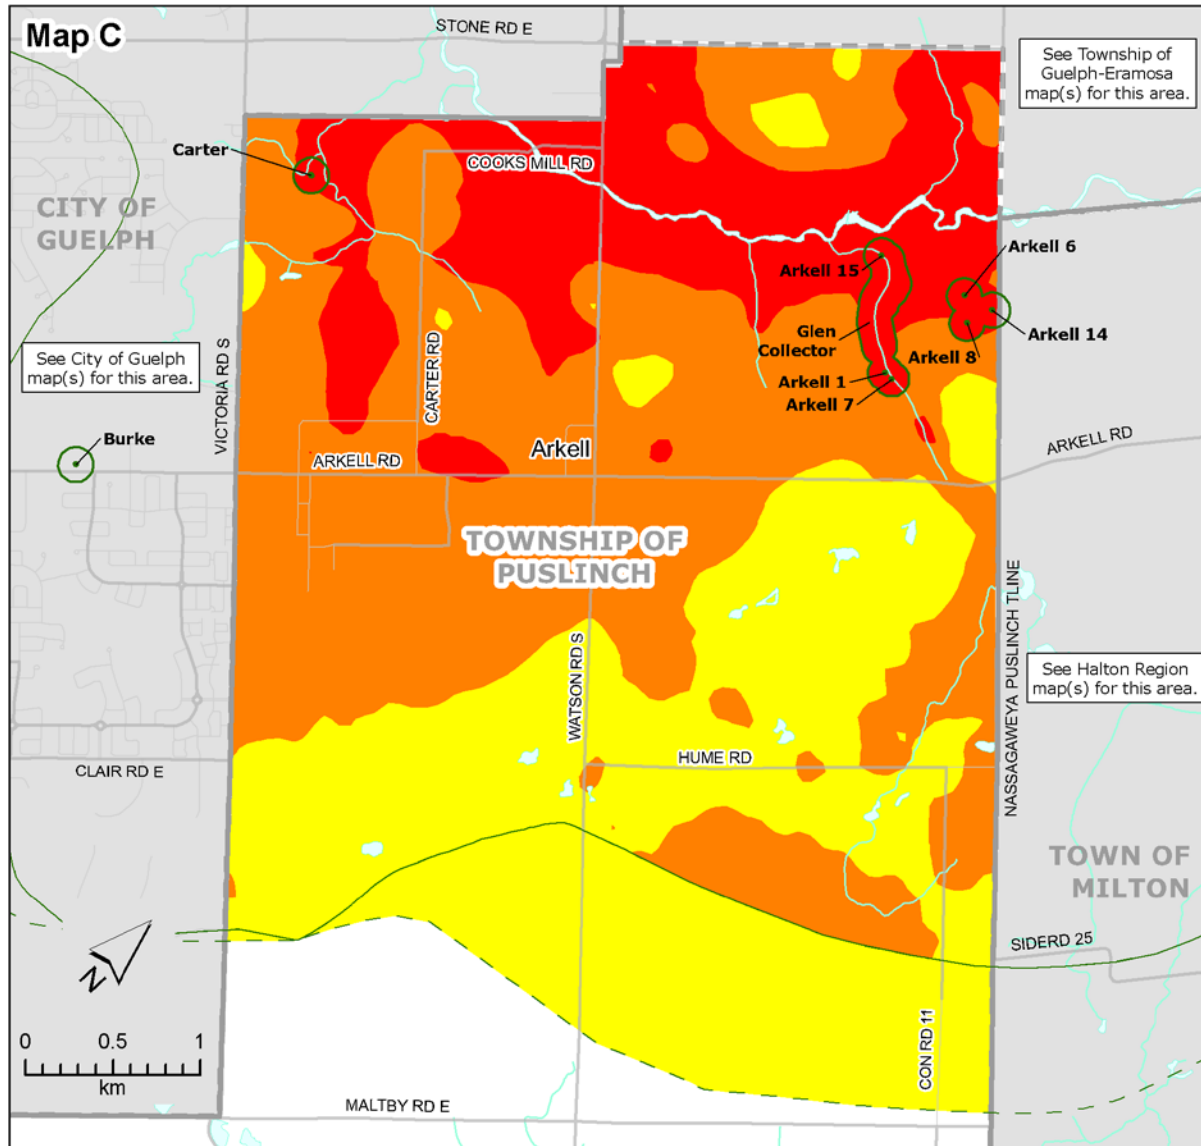 Map C
STONE RD E
See Township of
Guelph-Eramosa
map(s) for this area.
Carter
COOKS MILL RD
CITY OF
GUELPH
Arkell 6
Arkell 15
Glen
Collector
Arkell 14
Arkell 8
Arkell 1
Arkell 7
See City of Guelph
map(s) for this area.
VICTORIA RD S
CARTER RD
Burke
ARKELL RD
Arkell
ARKELL RD
TOWNSHIP OF
PUSLINCH
NASSAGAWEYA PUSLINCH TLINE
WATSON RD S
See Halton Region
map(s) for this area.
CLAIR RD E
HUME RD
TOWN OF
MILTON
SIDERD 25
N
0 0.5 1
km
CON RD 11
MALTBY RD E